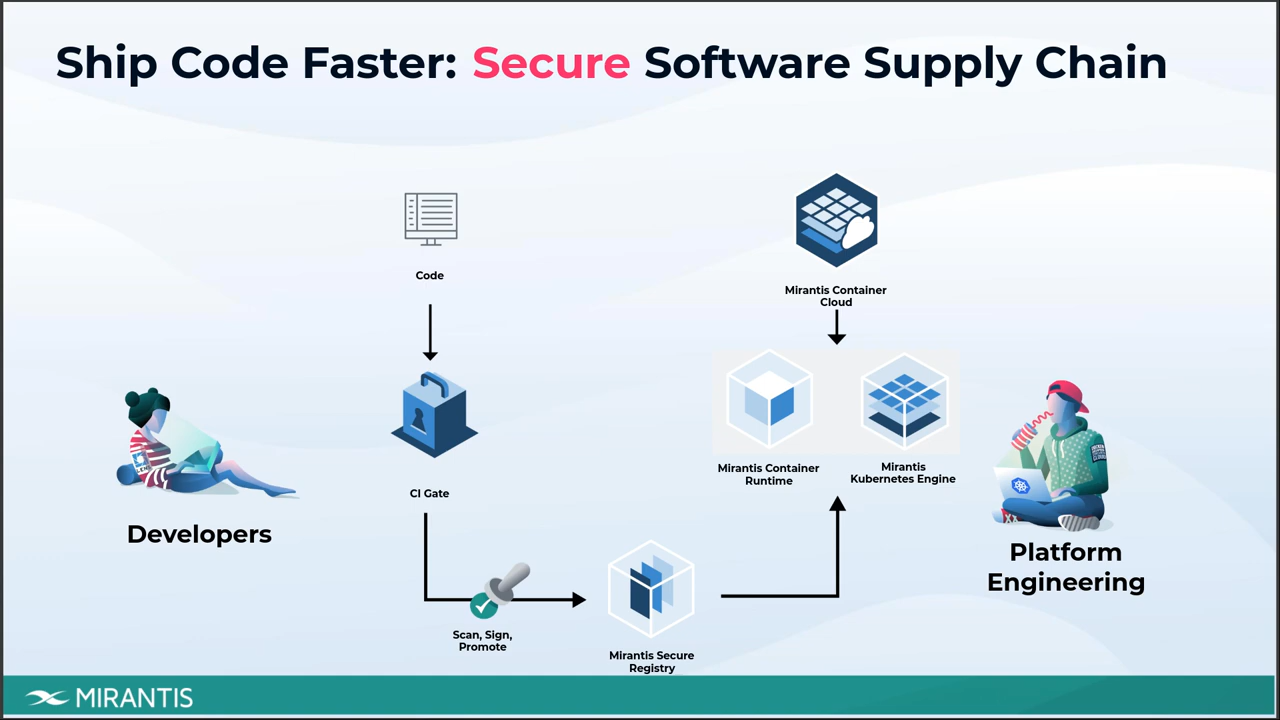 Ship Code Faster: Secure Software Supply Chain
Code
Mirantis Container
Cloud
CI Gate
Mirantis Container
Runtime
Mirantis
Kubernetes Engine
Developers
Platform
Engineering
Scan, Sign,
Promote
Mirantis Secure
Registry
MIRANTIS